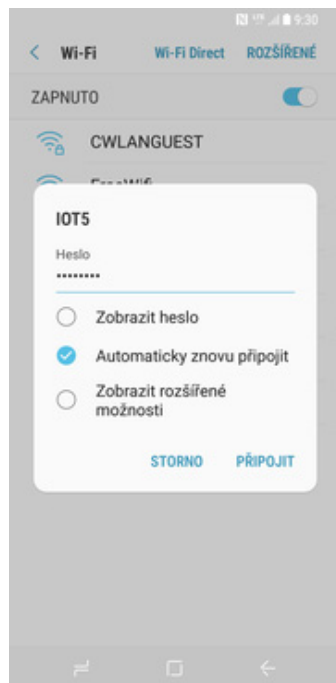 9:30
Wi-Fi
Wi-Fi Direct
ROZŠÍŘENÉ
ZAPNUTO
CWLANGUEST
FreeWifi
IOT5
Heslo
••••••••
Zobrazit heslo
Automaticky znovu připojit
Zobrazit rozšířené
možnosti
STORNO
PŘIPOJIT